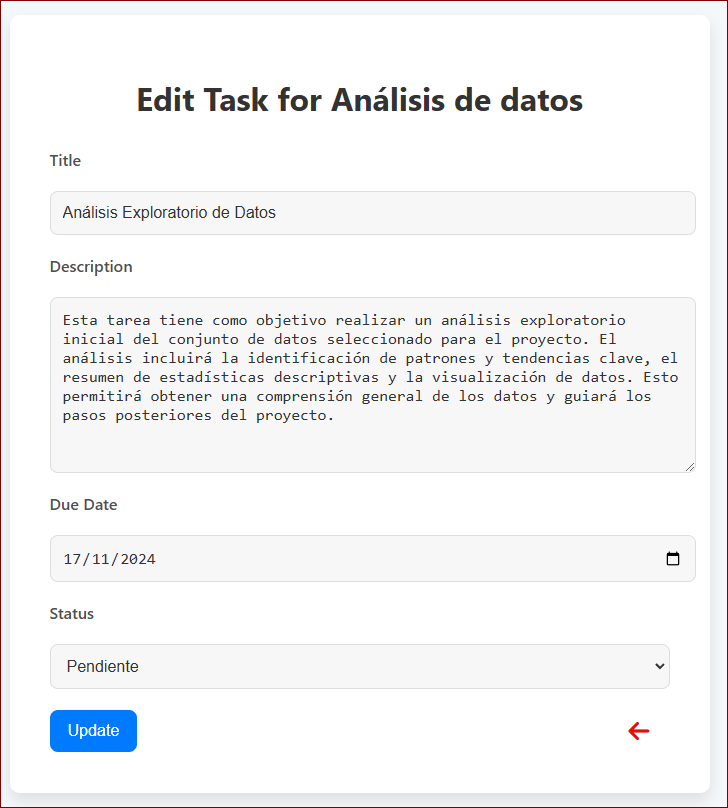 Edit Task for Análisis de datos
Title
Análisis Exploratorio de Datos
Description
Esta tarea tiene como objetivo realizar un análisis exploratorio
inicial del conjunto de datos seleccionado para el proyecto. El
análisis incluirá la identificación de patrones y tendencias clave, el
resumen de estadísticas descriptivas y la visualización de datos. Esto
permitirá obtener una comprensión general de los datos y guiará los
pasos posteriores del proyecto.
Due Date
17/11/2024
Status
Pendiente
Update